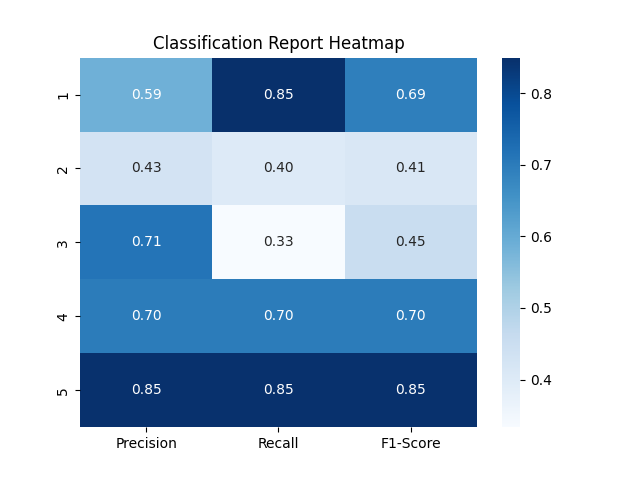 Classification Report Heatmap
1 0.59 0.85 0.69
2 0.43 0.40 0.41
3 0.71 0.33 0.45
4 0.70 0.70 0.70
5 0.85 0.85 0.85
Precision Recall F1-Score
0.8
0.7
0.6
0.5
0.4